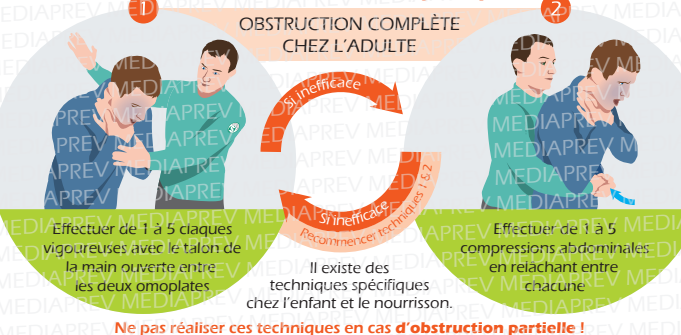 1
OBSTRUCTION COMPLÈTE
CHEZ L'ADULTE
2
Si inefficace
Si inefficace
Recommencer techniques 1 & 2
Effectuer de 1 à 5 claques
vigoureuses avec le talon de
la main ouverte entre
les deux omoplates
Effectuer de 1 à 5
compressions abdominales
en relâchant entre
chacune
Il existe des
techniques spécifiques
chez l'enfant et le nourrisson.
Ne pas réaliser ces techniques en cas d'obstruction partielle !
MEDIAPREV